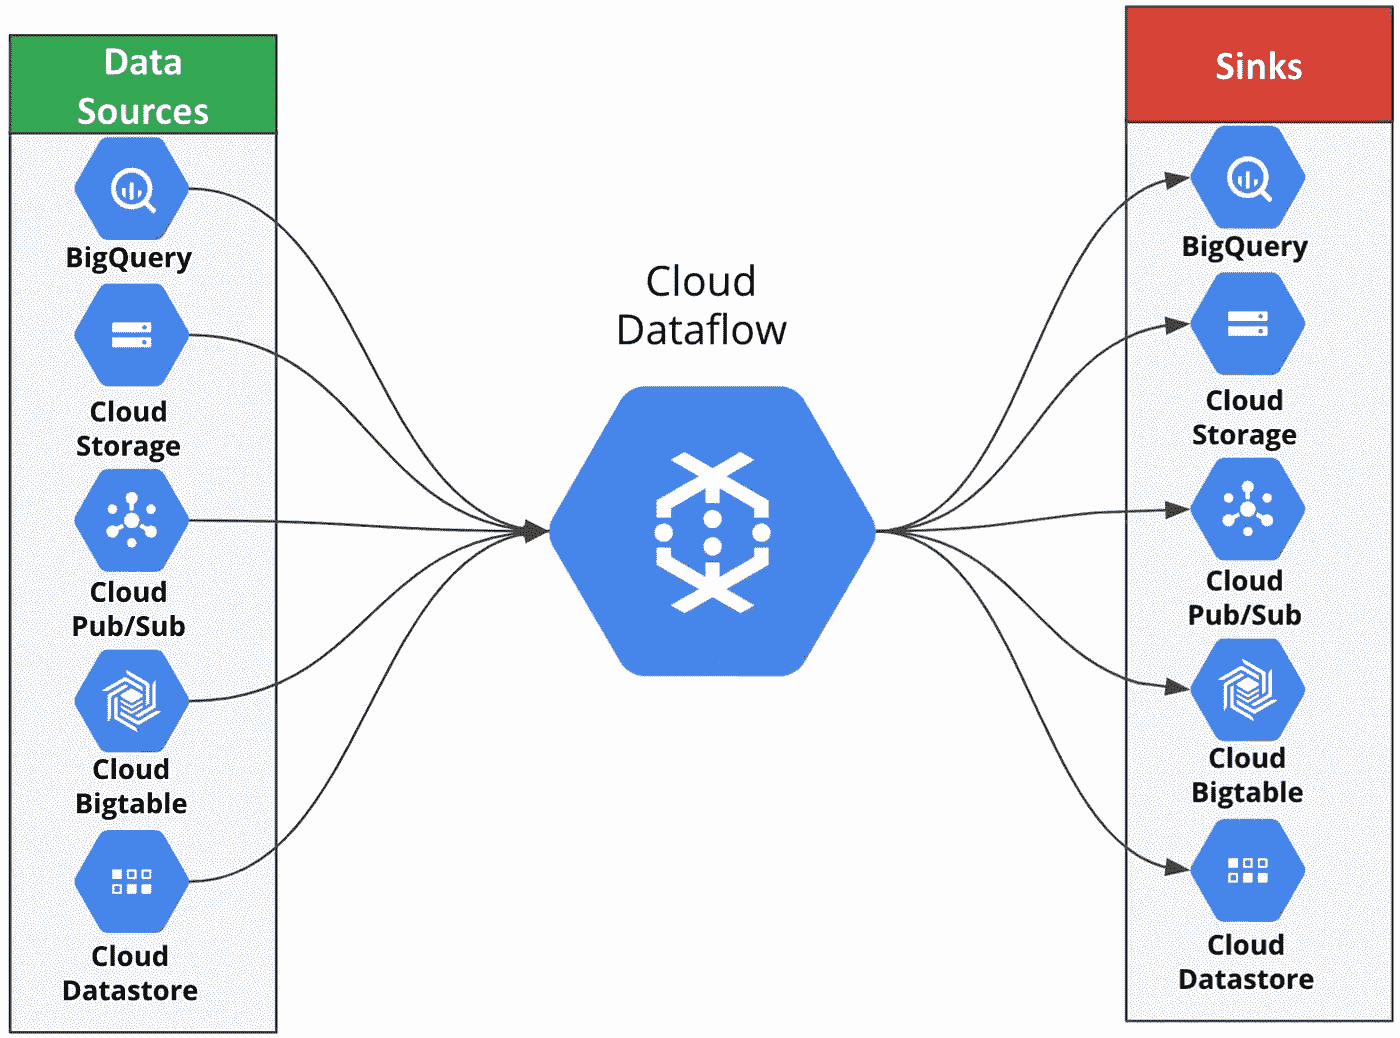 Data
Sources
BigQuery
Cloud
Storage
Cloud
Pub/Sub
Cloud
Bigtable
Cloud
Datastore
Cloud
Dataflow
Sinks
BigQuery
Cloud
Storage
Cloud
Pub/Sub
Cloud
Bigtable
Cloud
Datastore